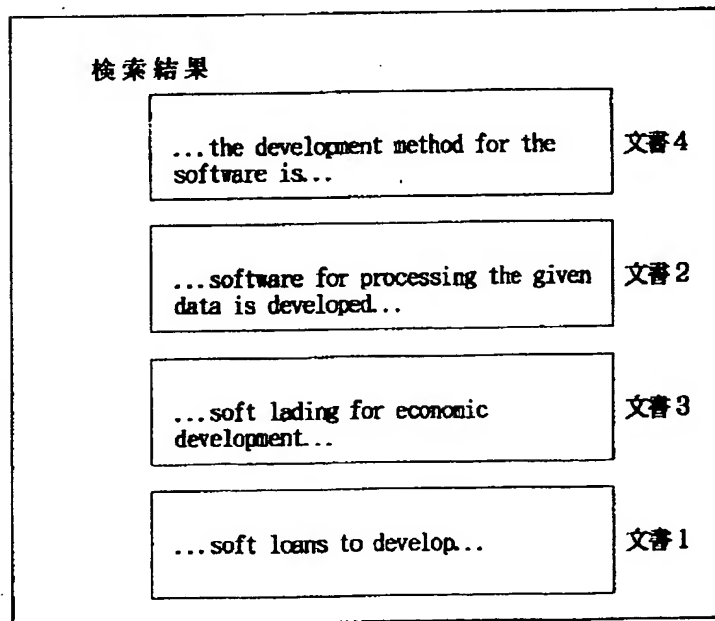 検索結果
...the development method for the
software is...
文書4
...software for processing the given
data is developed...
文書2
...soft lading for economic
development...
文書3
...soft loans to develop...
文書1